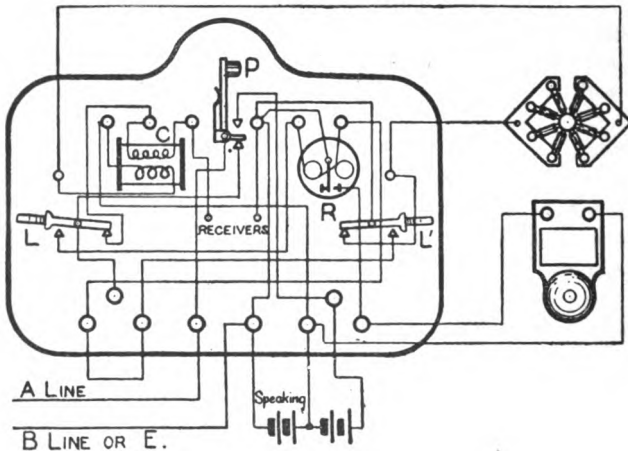 P
C
R
RECEIVERS
L
L'
A LINE
Speaking
B LINE OR E.